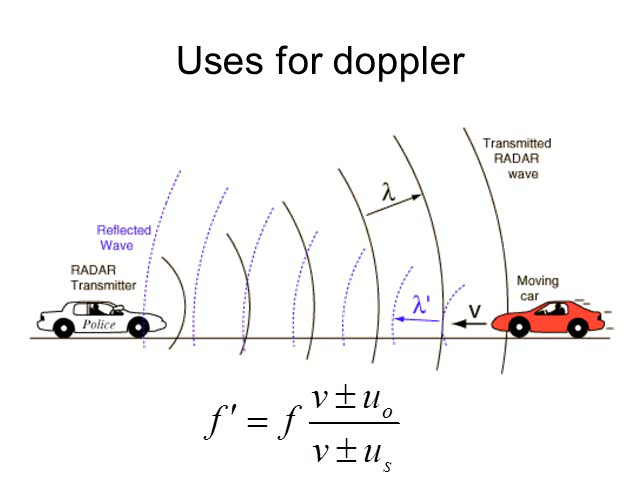 Uses for doppler
Transmitted
RADAR
wave
λ
Reflected
Wave
RADAR
Transmitter
Police
λ'
v
Moving
car
f' = f (v ± u_o) / (v ± u_s)